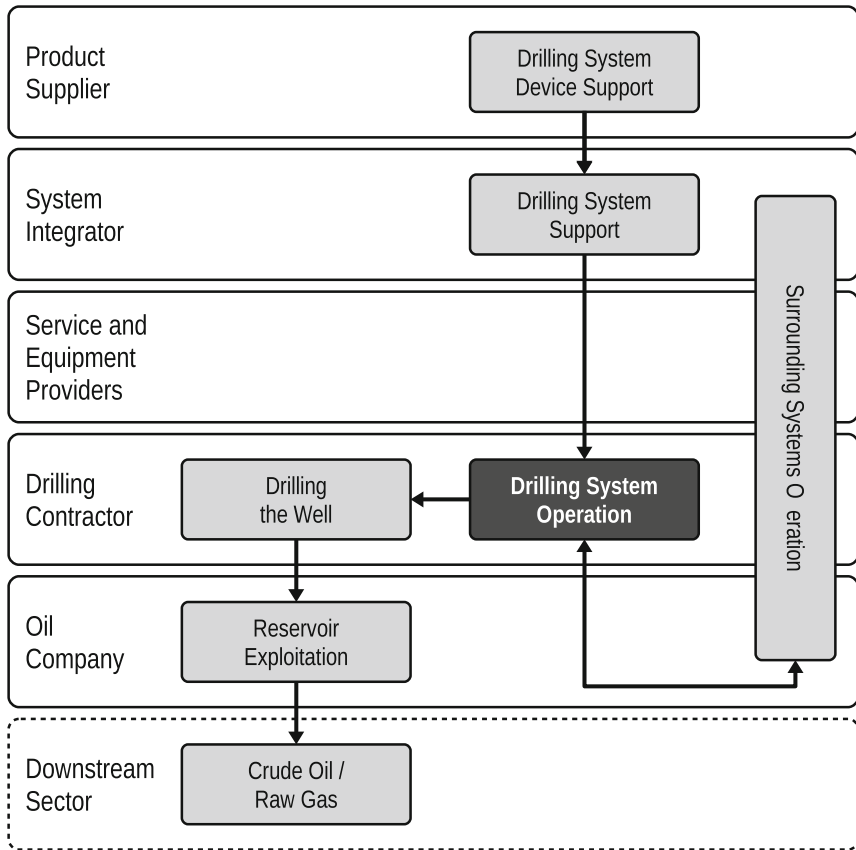 Product
Supplier
Drilling System
Device Support
System
Integrator
Drilling System
Support
Surrounding Systems O eration
Service and
Equipment
Providers
Drilling
Contractor
Drilling
the Well
Drilling System
Operation
Oil
Company
Reservoir
Exploitation
Downstream
Sector
Crude Oil /
Raw Gas